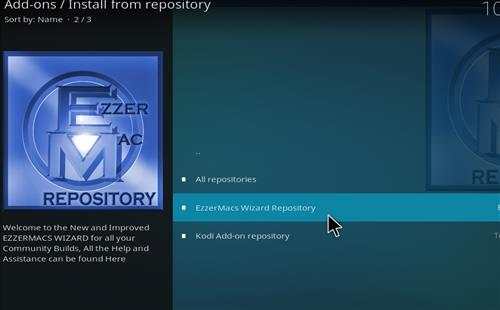 Add-ons / Install from repository
Sort by: Name · 2 / 3
10
EZZER
MAC
REPOSITORY
..
All repositories
EzzerMacs Wizard Repository
Kodi Add-on repository
Welcome to the New and Improved
EZZERMACS WIZARD for all your
Community Builds, All the Help and
Assistance can be found Here